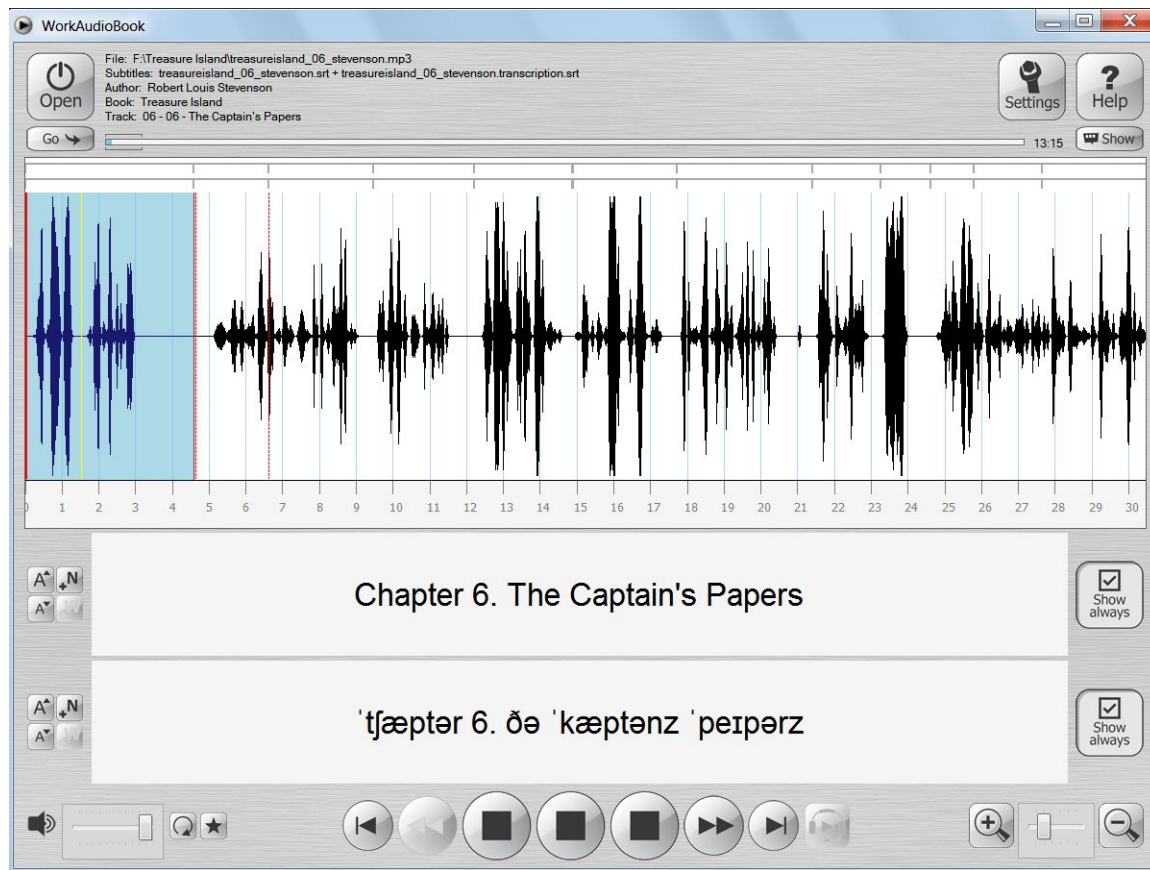 WorkAudioBook
File: F:\Treasure Island\treasureisland_06_stevenson.mp3
Subtitles: treasureisland_06_stevenson.srt + treasureisland_06_stevenson.transcription.srt
Author: Robert Louis Stevenson
Book: Treasure Island
Track: 06 - 06 - The Captain's Papers
Open
Settings
? Help
Go
13:15
Show
0 1 2 3 4 5 6 7 8 9 10 11 12 13 14 15 16 17 18 19 20 21 22 23 24 25 26 27 28 29 30
A +N
A
Chapter 6. The Captain's Papers
Show always
A +N
A
ˈtʃæptər 6. ðə ˈkæptənz ˈpeɪpərz
Show always